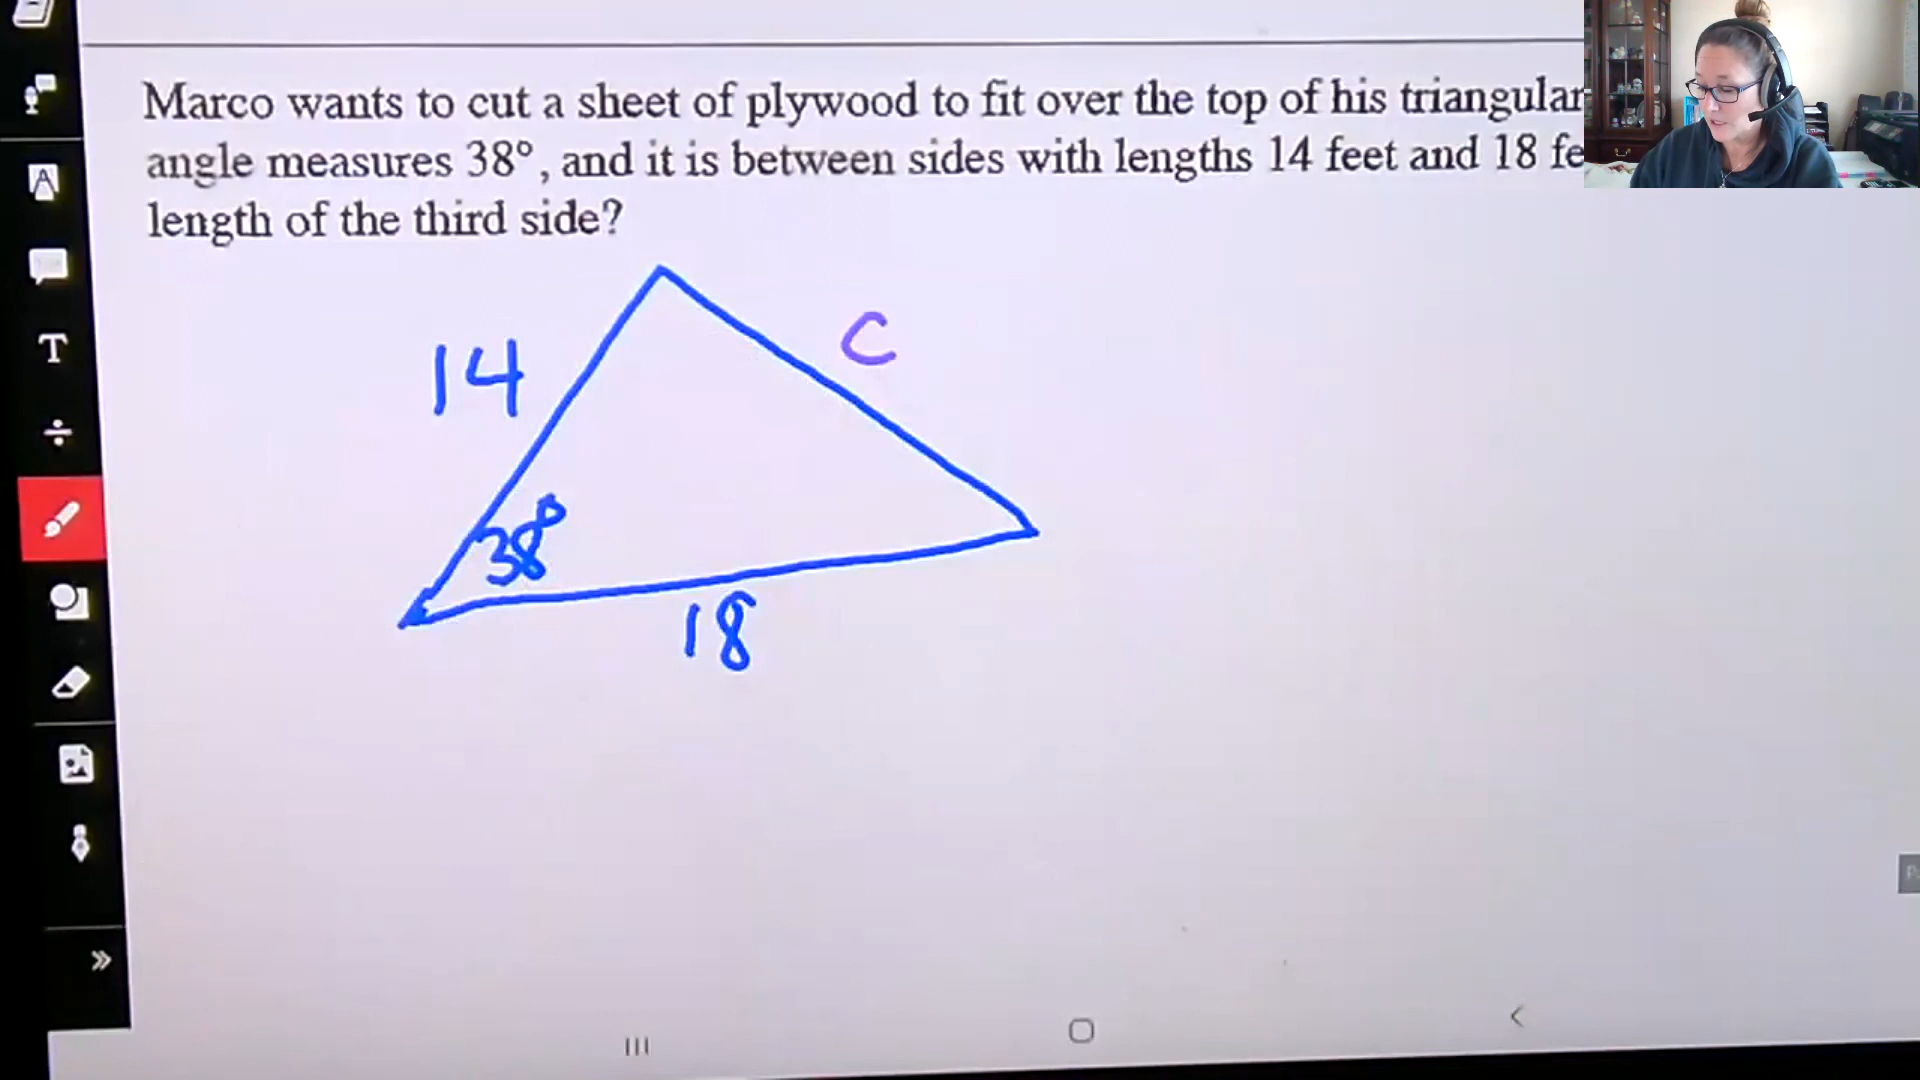 Marco wants to cut a sheet of plywood to fit over the top of his triangular
angle measures 38°, and it is between sides with lengths 14 feet and 18 fe
length of the third side?
C
14
38°
18
T